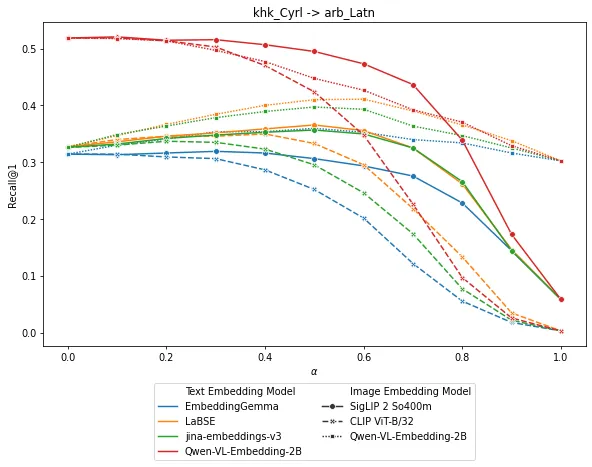 khk_Cyrl -> arb_Latn
Recall@1
0.5
0.4
0.3
0.2
0.1
0.0
0.0 0.2 0.4 0.6 0.8 1.0
α
Text Embedding Model
EmbeddingGemma
LaBSE
jina-embeddings-v3
Qwen-VL-Embedding-2B
Image Embedding Model
SigLIP 2 So400m
CLIP ViT-B/32
Qwen-VL-Embedding-2B